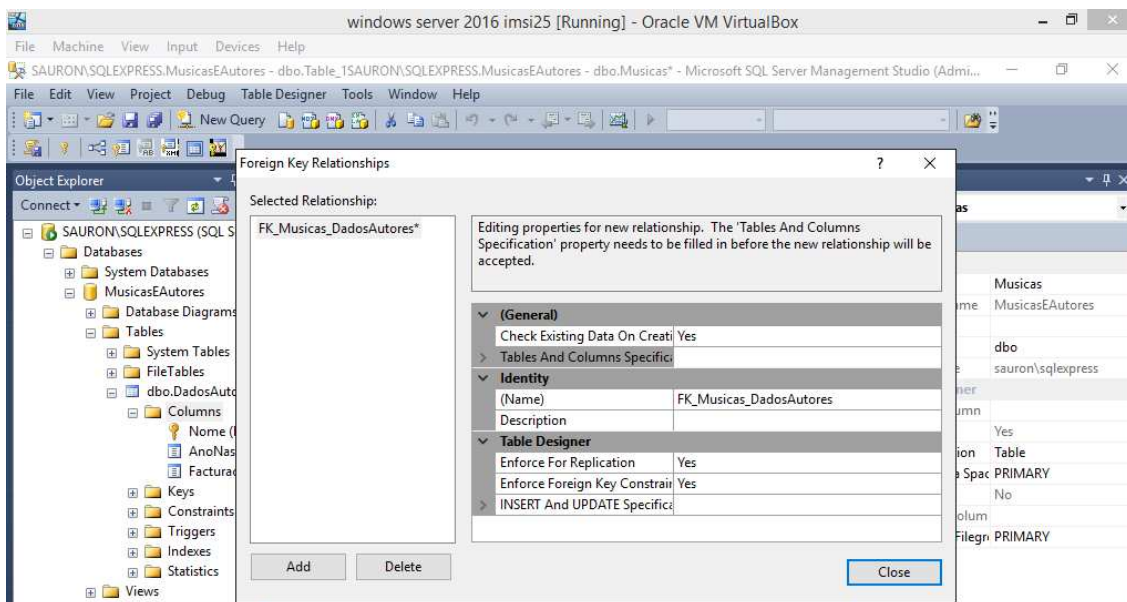 windows server 2016 imsi25 [Running] - Oracle VM VirtualBox
File Machine View Input Devices Help
SAURON\SQLEXPRESS.MusicasEAutores - dbo.Table_1SAURON\SQLEXPRESS.MusicasEAutores - dbo.Musicas* - Microsoft SQL Server Management Studio (Admi...
File Edit View Project Debug Table Designer Tools Window Help
New Query
Object Explorer
Connect
SAURON\SQLEXPRESS (SQL S
Databases
System Databases
MusicasEAutores
Database Diagrams
Tables
System Tables
FileTables
dbo.DadosAuto
Columns
Nome (
AnoNas
Facturac
Keys
Constraints
Triggers
Indexes
Statistics
Views
Foreign Key Relationships
Selected Relationship:
FK_Musicas_DadosAutores*
Editing properties for new relationship. The 'Tables And Columns
Specification' property needs to be filled in before the new relationship will be
accepted.
(General)
Check Existing Data On Creati Yes
Tables And Columns Specifica
Identity
(Name) FK_Musicas_DadosAutores
Description
Table Designer
Enforce For Replication Yes
Enforce Foreign Key Constrain Yes
INSERT And UPDATE Specifica
Add Delete
Close
as
Musicas
me MusicasEAutores
dbo
sauron\sqlexpress
ner
umn
Yes
ion Table
a Spac PRIMARY
No
olum
Filegr PRIMARY